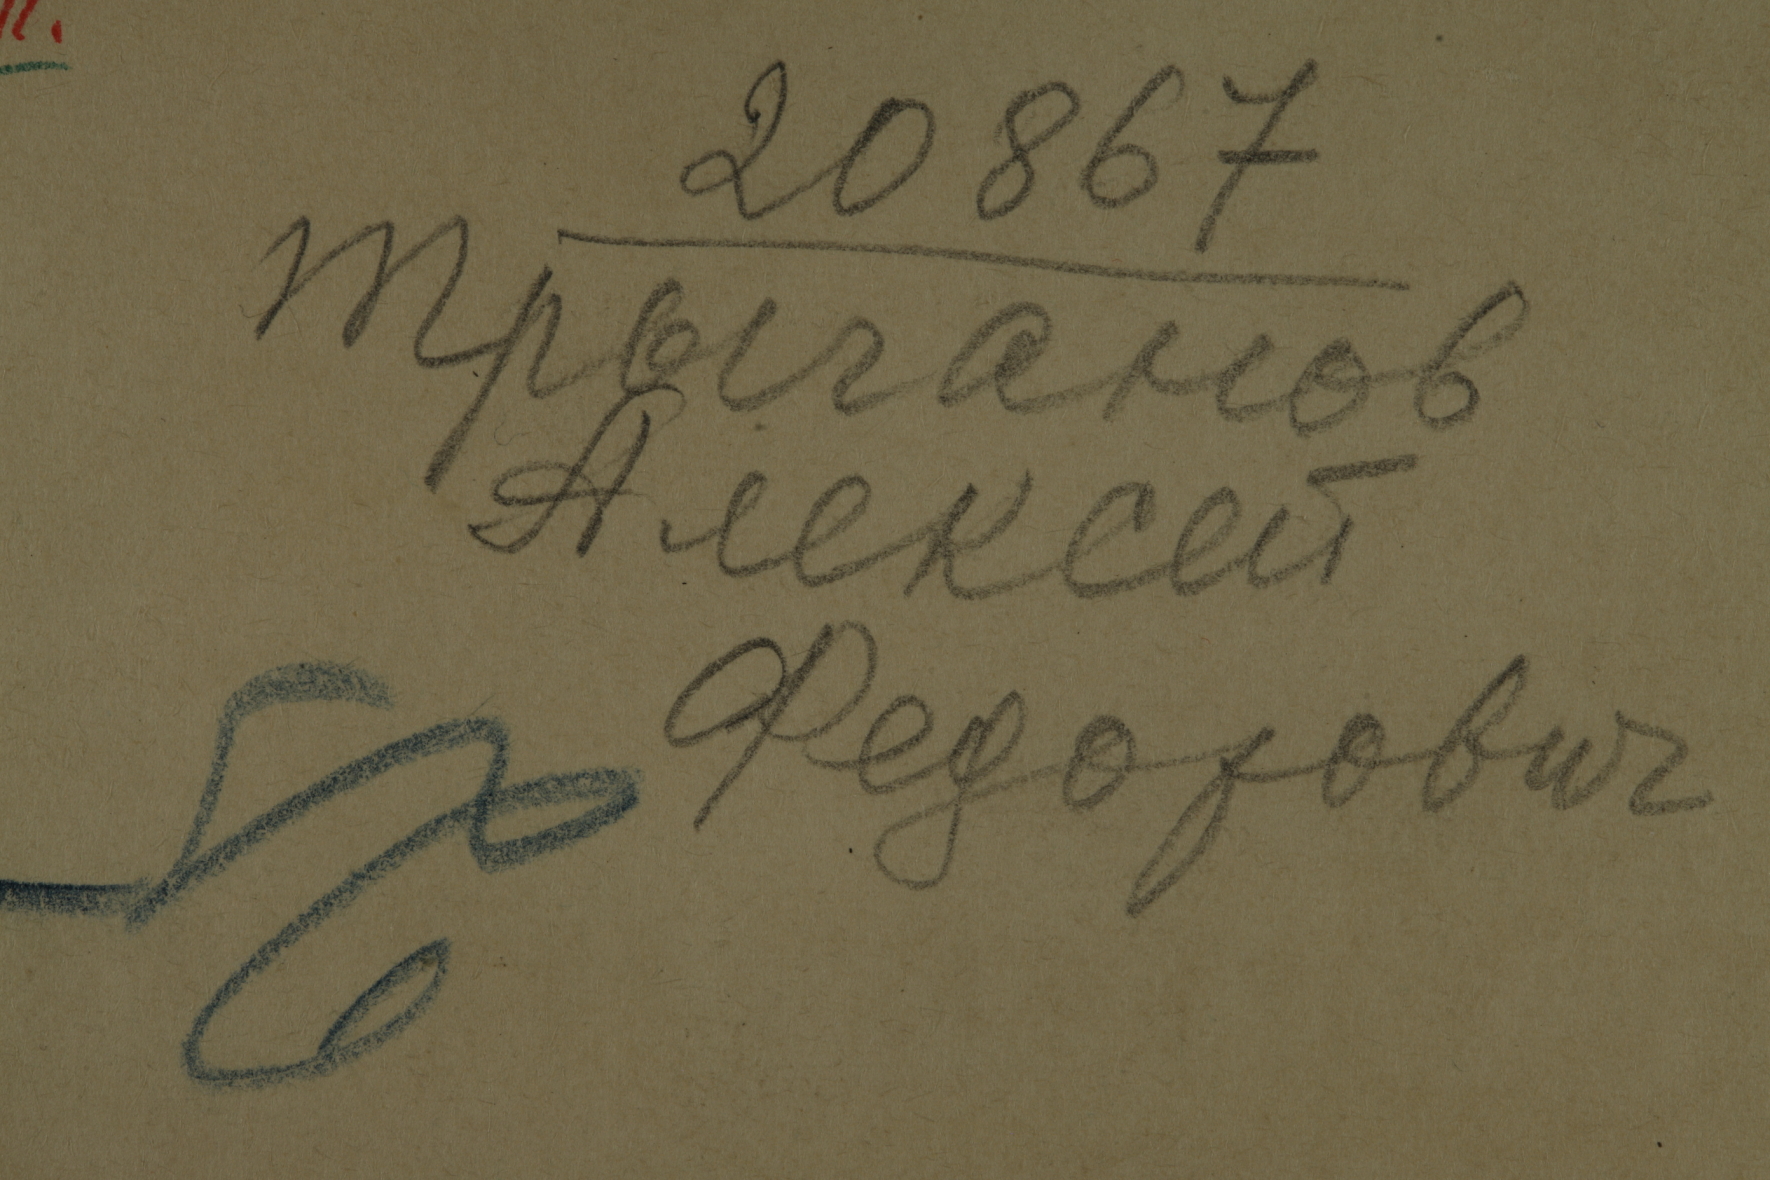 20867
Трыганов
Алексей
Федорович